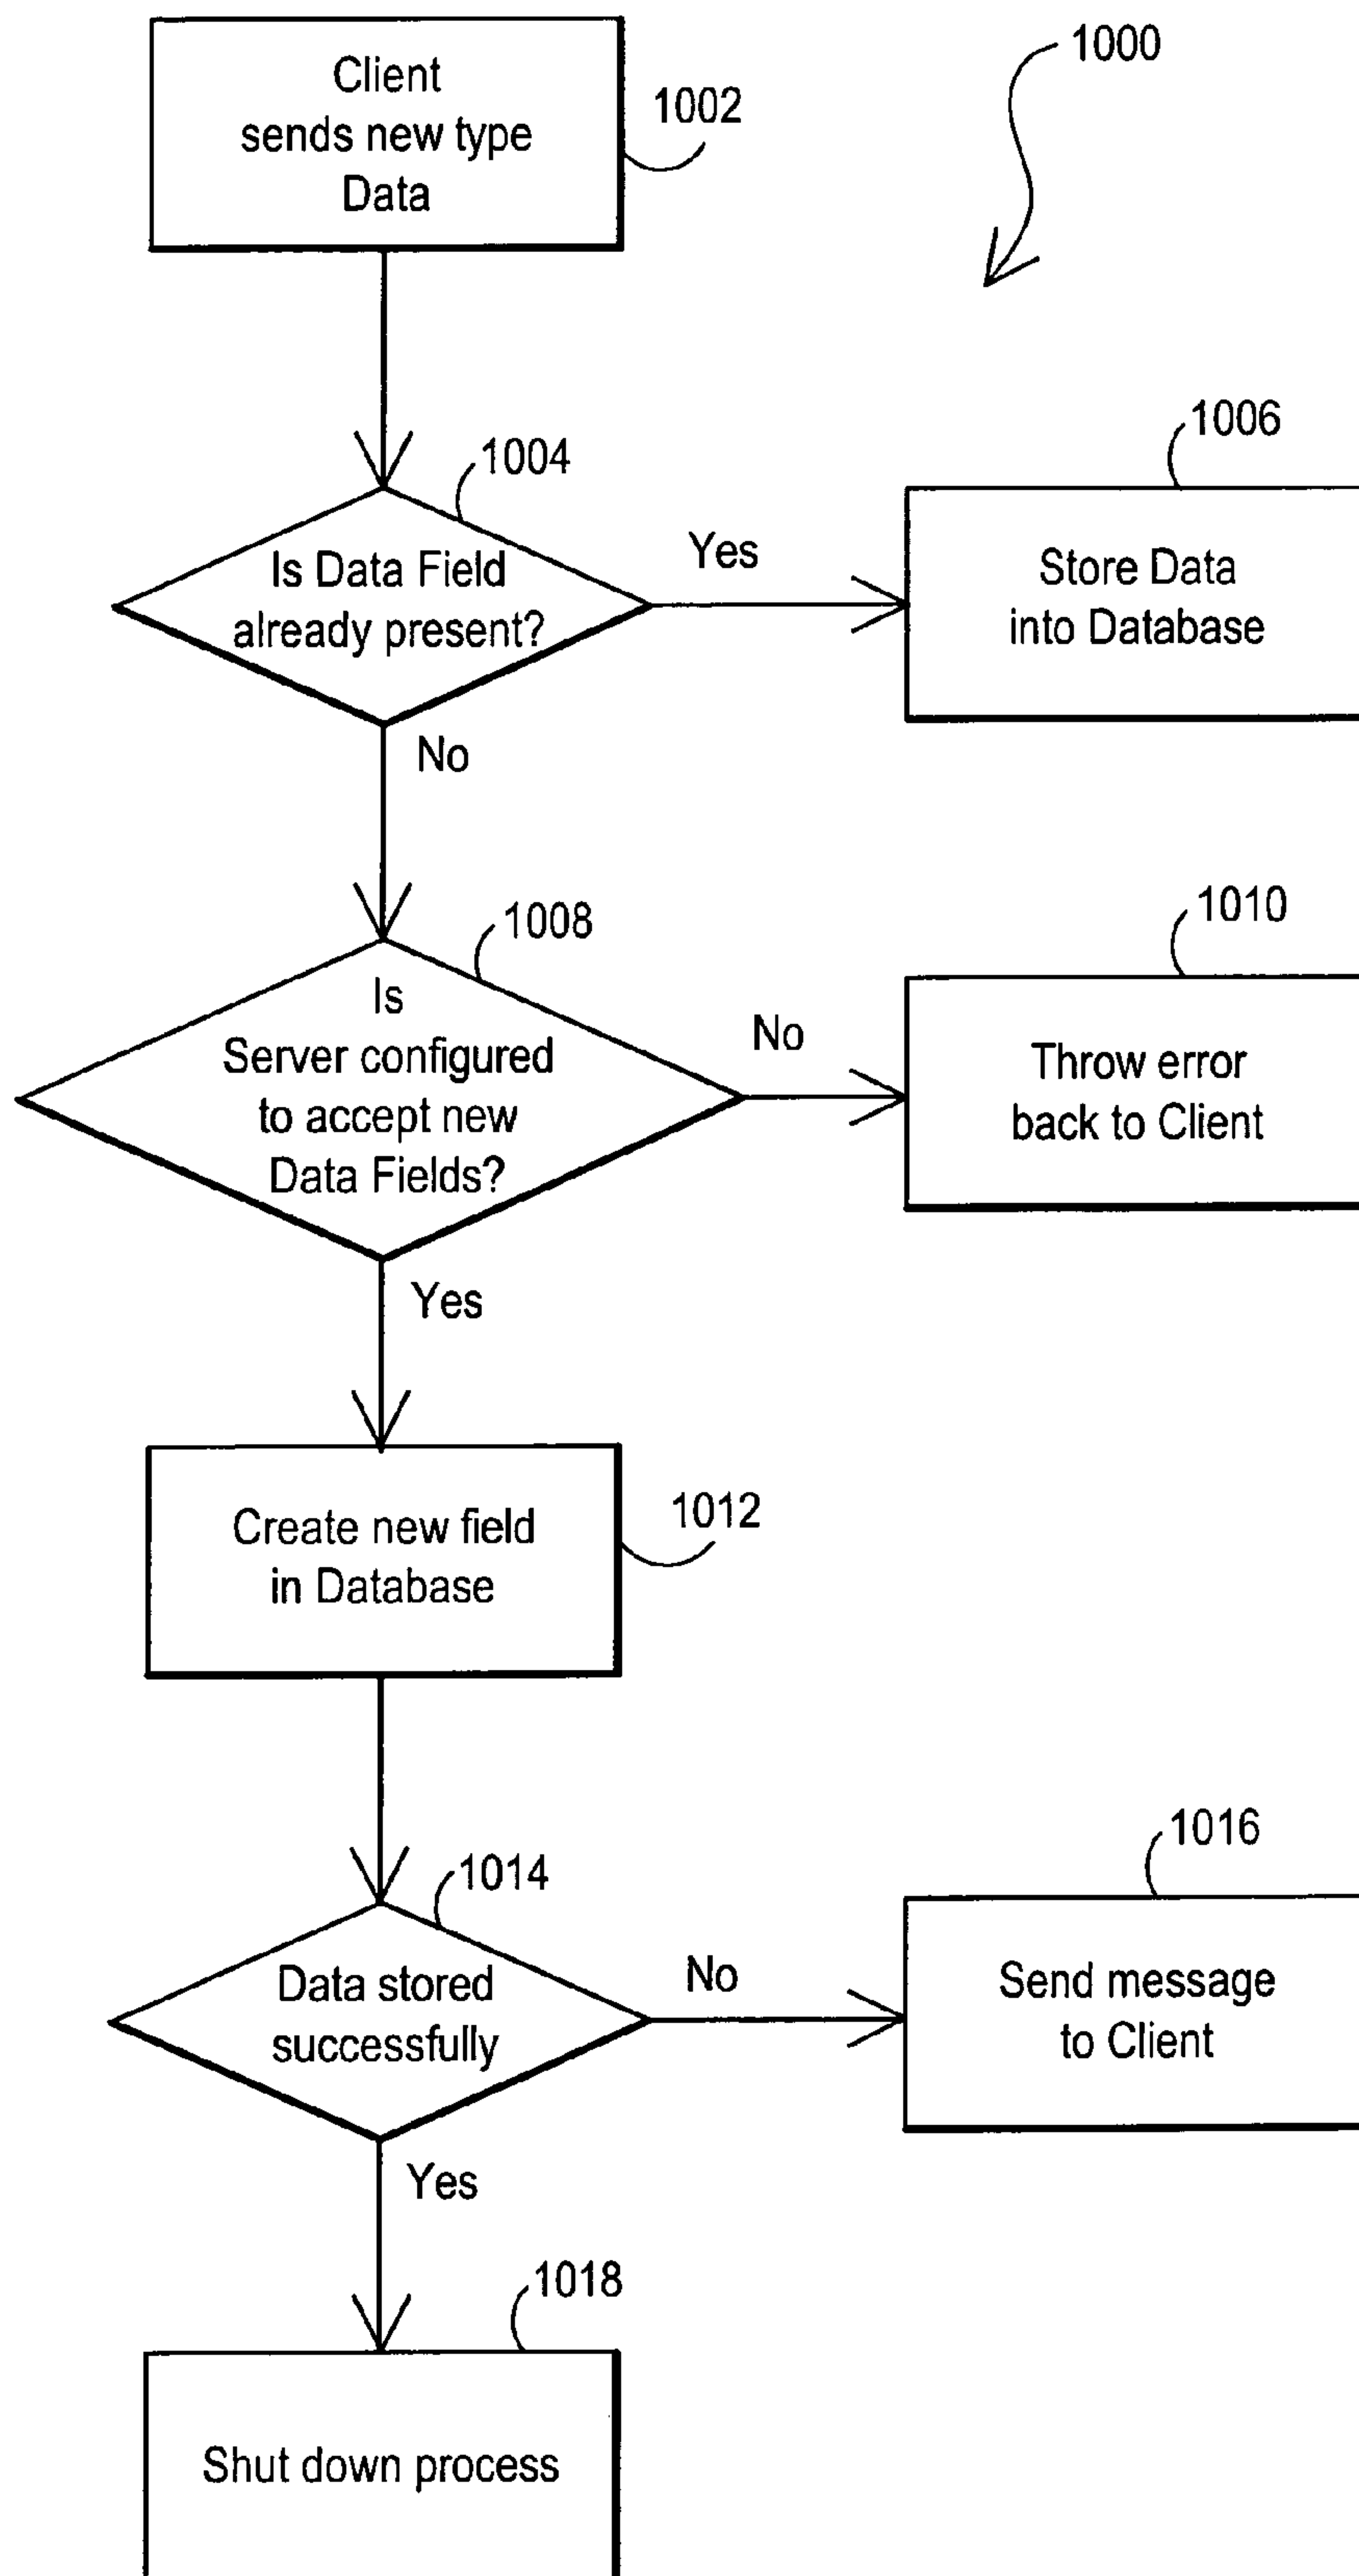 Client
sends new type
Data
1002
1000
1004
Is Data Field
already present?
Yes
No
1006
Store Data
into Database
1008
Is
Server configured
to accept new
Data Fields?
No
Yes
1010
Throw error
back to Client
Create new field
in Database
1012
1014
Data stored
successfully
No
Yes
1016
Send message
to Client
1018
Shut down process